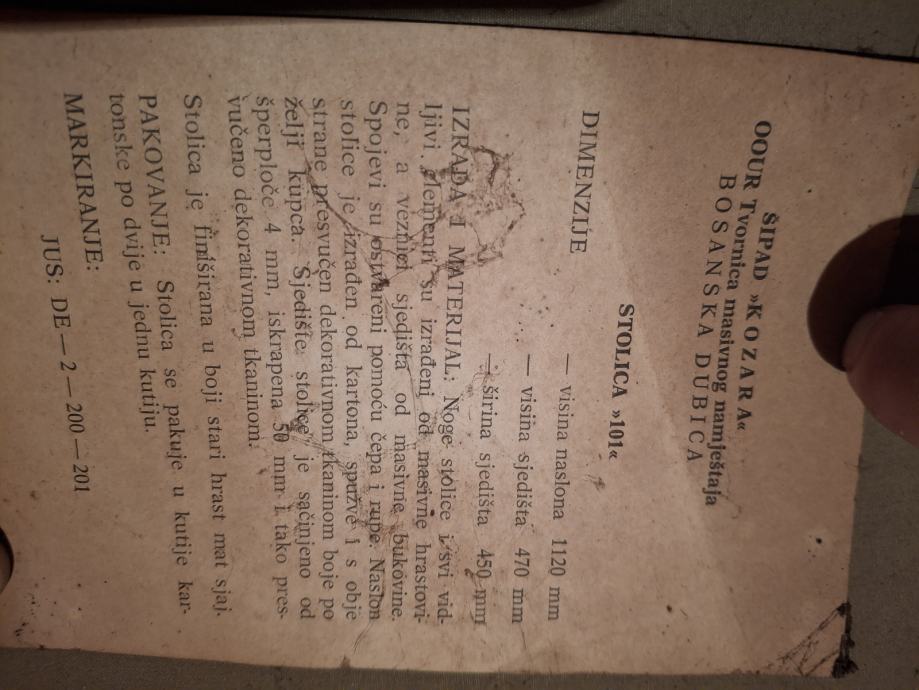 ŠIPAD »KOZARA«
OOUR Tvornica masivnog namještaja
BOSANSKA DUBICA
STOLICA »101«
DIMENZIJE
— visina naslona 1120 mm
— visina sjedišta 470 mm
— širina sjedišta 450 mm
IZRADA I MATERIJAL: Noge stolice i svi vid-
ljivi elementi su izrađeni od masivne hrastovi-
ne, a veznici sjedišta od masivne bukovine.
Spojevi su ostvareni pomoću čepa i rupe. Naslon
stolice je izrađen od kartona, spužve i s obje
strane presvučen dekorativnom tkaninom boje po
želji kupca. Sjedište stolice je sačinjeno od
šperploče 4 mm, iskrapena 50 mm i tako pres-
vučeno dekorativnom tkaninom.
Stolica je finiširana u boji stari hrast mat sjaj.
PAKOVANJE: Stolica se pakuje u kutije kar-
tonske po dvije u jednu kutiju.
MARKIRANJE:
JUS: DE — 2 — 200 — 201